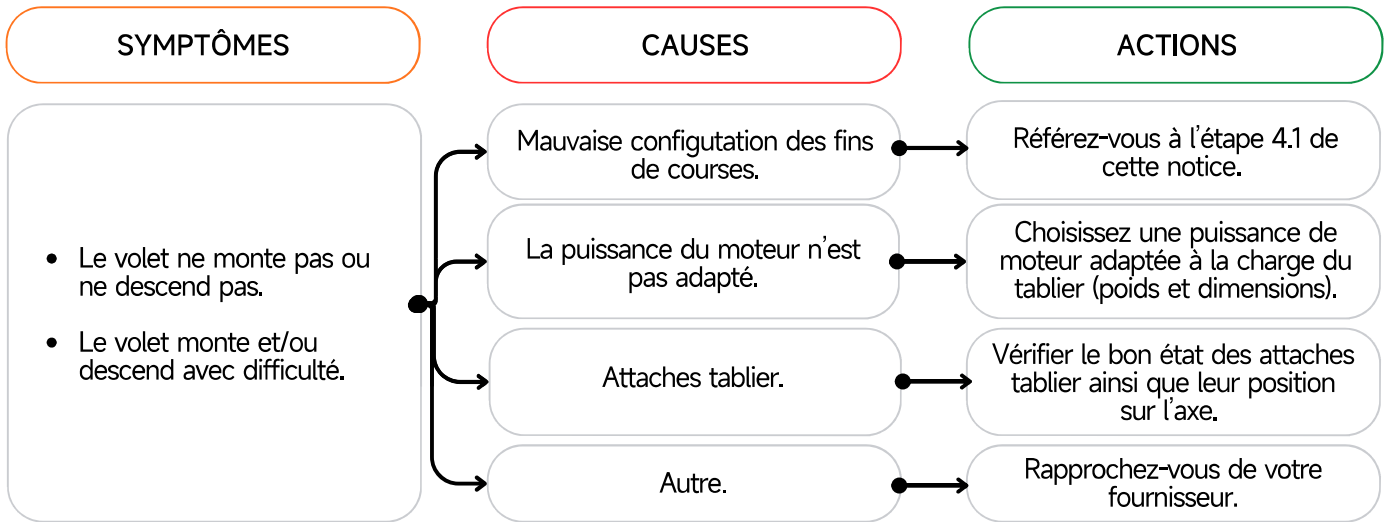 SYMPTÔMES
CAUSES
ACTIONS
• Le volet ne monte pas ou
ne descend pas.
• Le volet monte et/ou
descend avec difficulté.
Mauvaise configutation des fins
de courses.
Référez-vous à l'étape 4.1 de
cette notice.
La puissance du moteur n'est
pas adapté.
Choisissez une puissance de
moteur adaptée à la charge du
tablier (poids et dimensions).
Attaches tablier.
Vérifier le bon état des attaches
tablier ainsi que leur position
sur l'axe.
Autre.
Rapprochez-vous de votre
fournisseur.